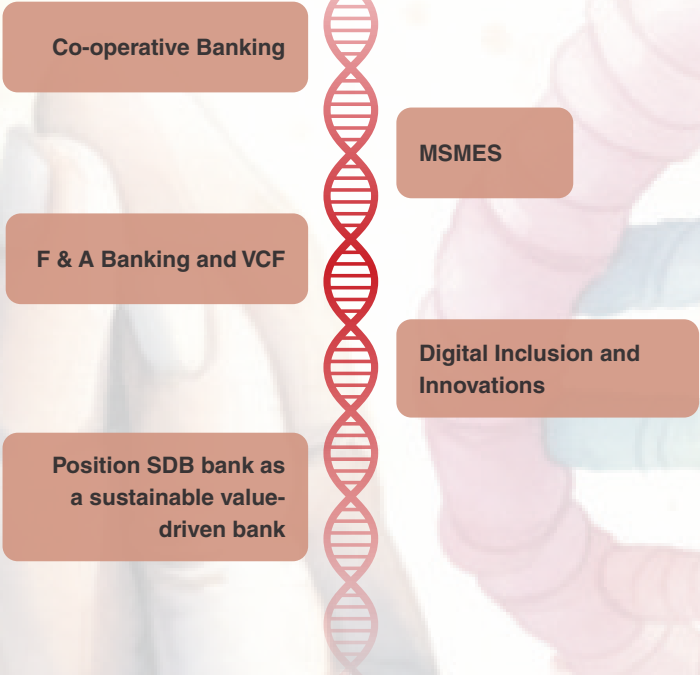 Co-operative Banking
MSMES
F & A Banking and VCF
Digital Inclusion and
Innovations
Position SDB bank as
a sustainable value-
driven bank